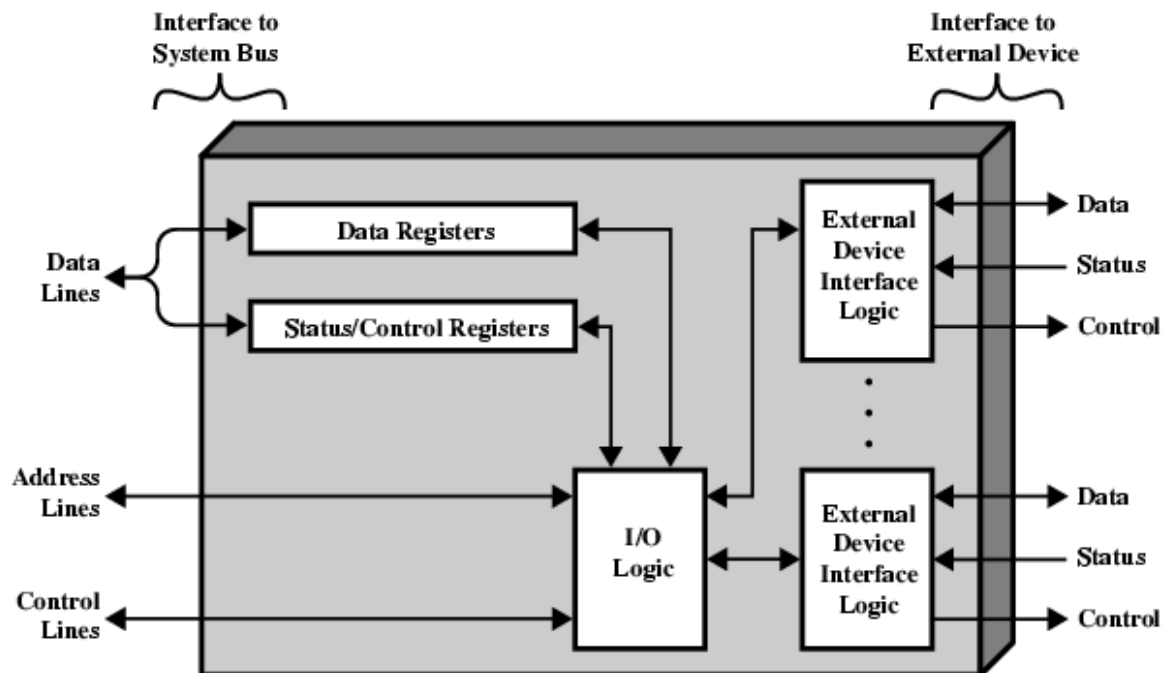 Interface to
System Bus
Interface to
External Device
Data Registers
Status/Control Registers
Data
Lines
Address
Lines
Control
Lines
I/O
Logic
External
Device
Interface
Logic
Data
Status
Control
External
Device
Interface
Logic
Data
Status
Control